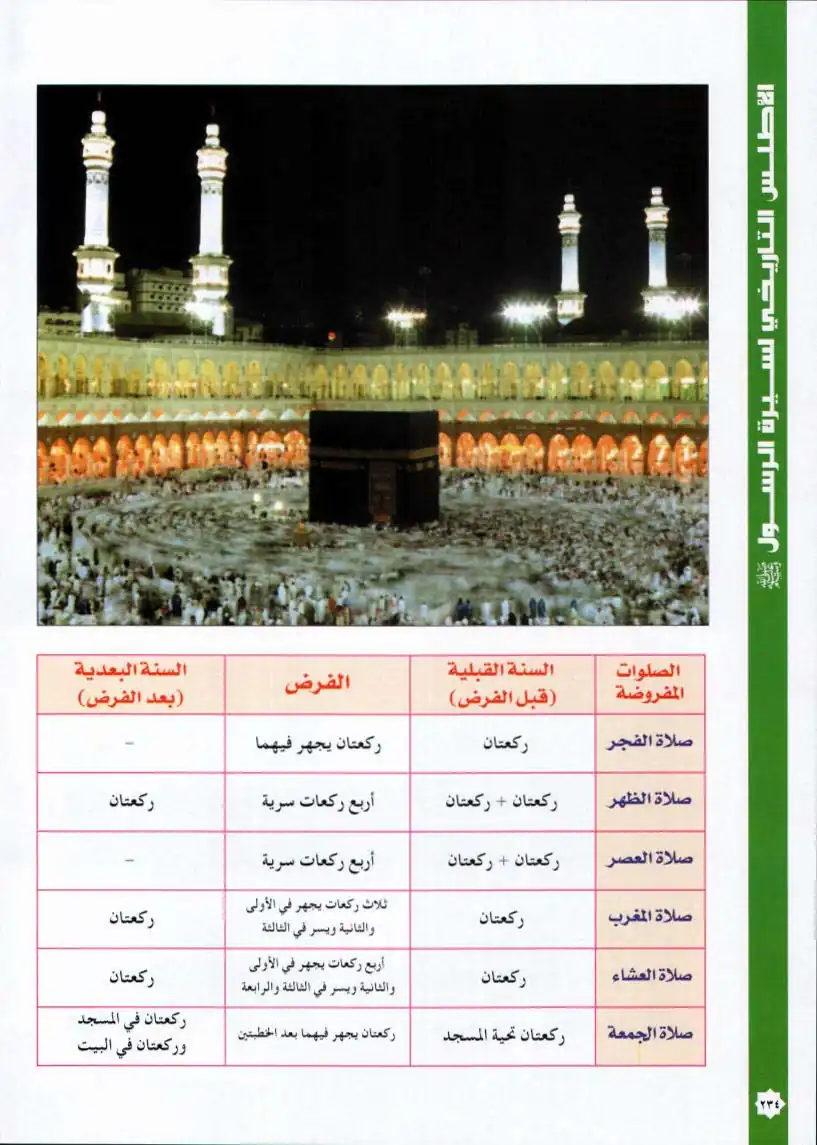 الأطلس التاريخي لسيرة الرسول ﷺ
الصلوات المفروضة
السنة القبلية (قبل الفرض)
الفرض
السنة البعدية (بعد الفرض)
صلاة الفجر
ركعتان
ركعتان يجهر فيهما
–
صلاة الظهر
ركعتان + ركعتان
أربع ركعات سرية
ركعتان
صلاة العصر
ركعتان + ركعتان
أربع ركعات سرية
–
صلاة المغرب
ركعتان
ثلاث ركعات يجهر في الأولى
والثانية ويسر في الثالثة
ركعتان
صلاة العشاء
ركعتان
أربع ركعات يجهر في الأولى
والثانية ويسر في الثالثة والرابعة
ركعتان
صلاة الجمعة
ركعتان تحية المسجد
ركعتان يجهر فيهما بعد الخطبتين
ركعتان في المسجد
وركعتان في البيت
٢٣٤